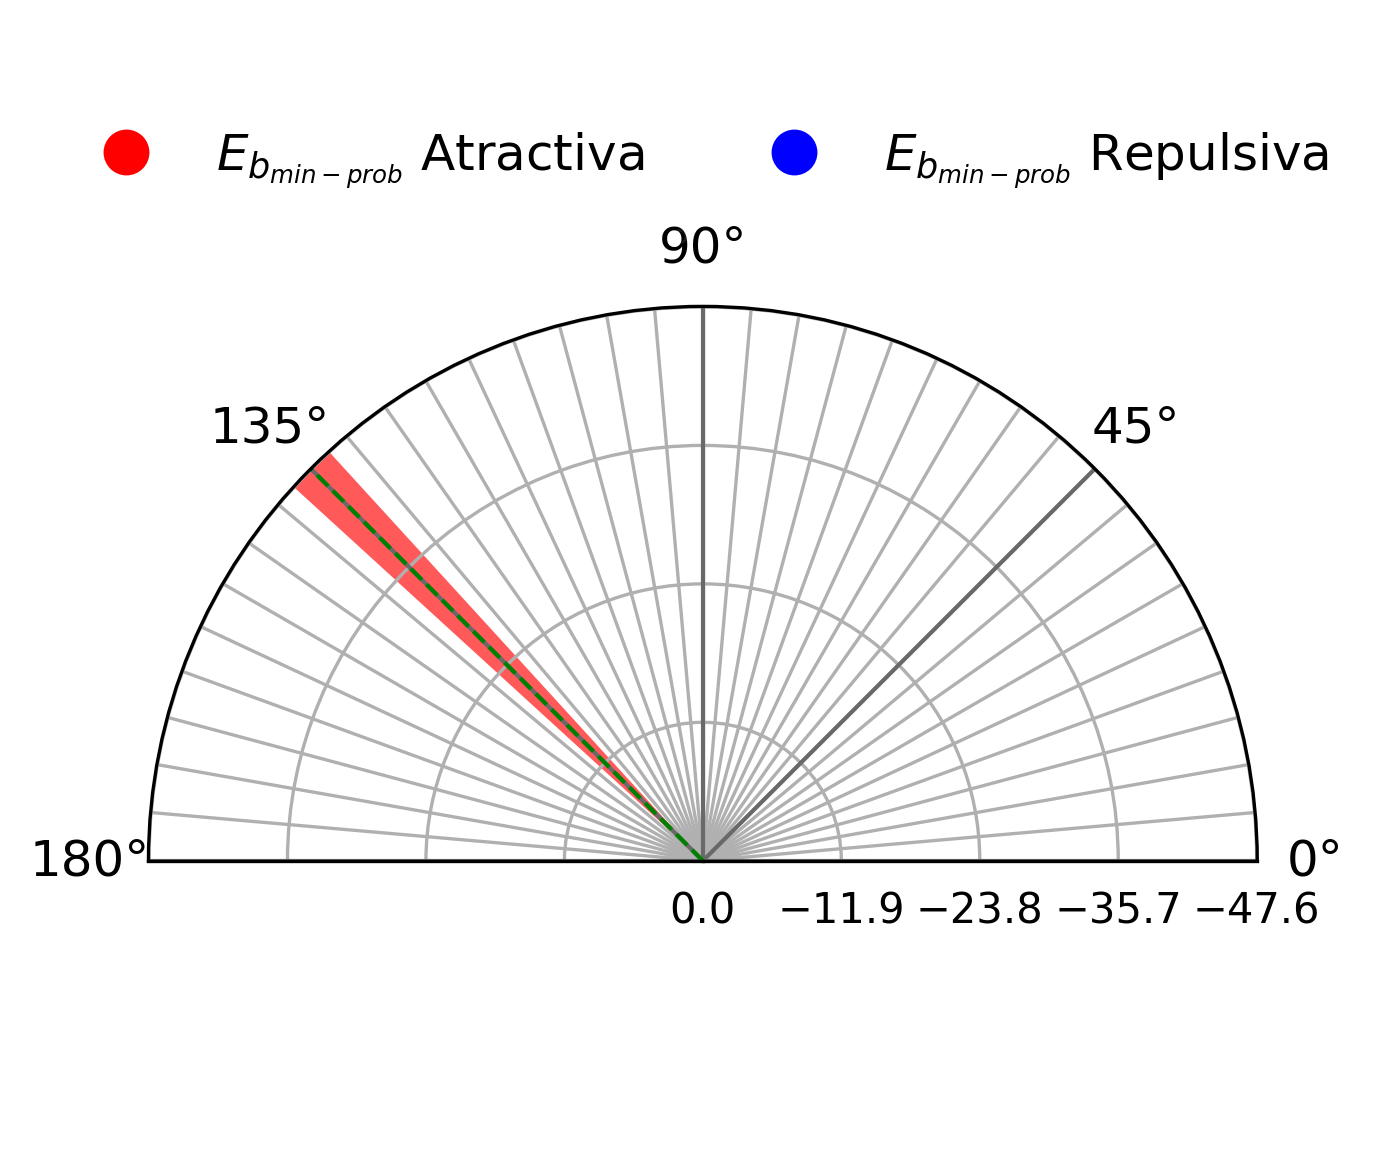 E_{b_{min-prob}} Atractiva E_{b_{min-prob}} Repulsiva
90°
135° 45°
180° 0°
0.0 −11.9 −23.8 −35.7 −47.6